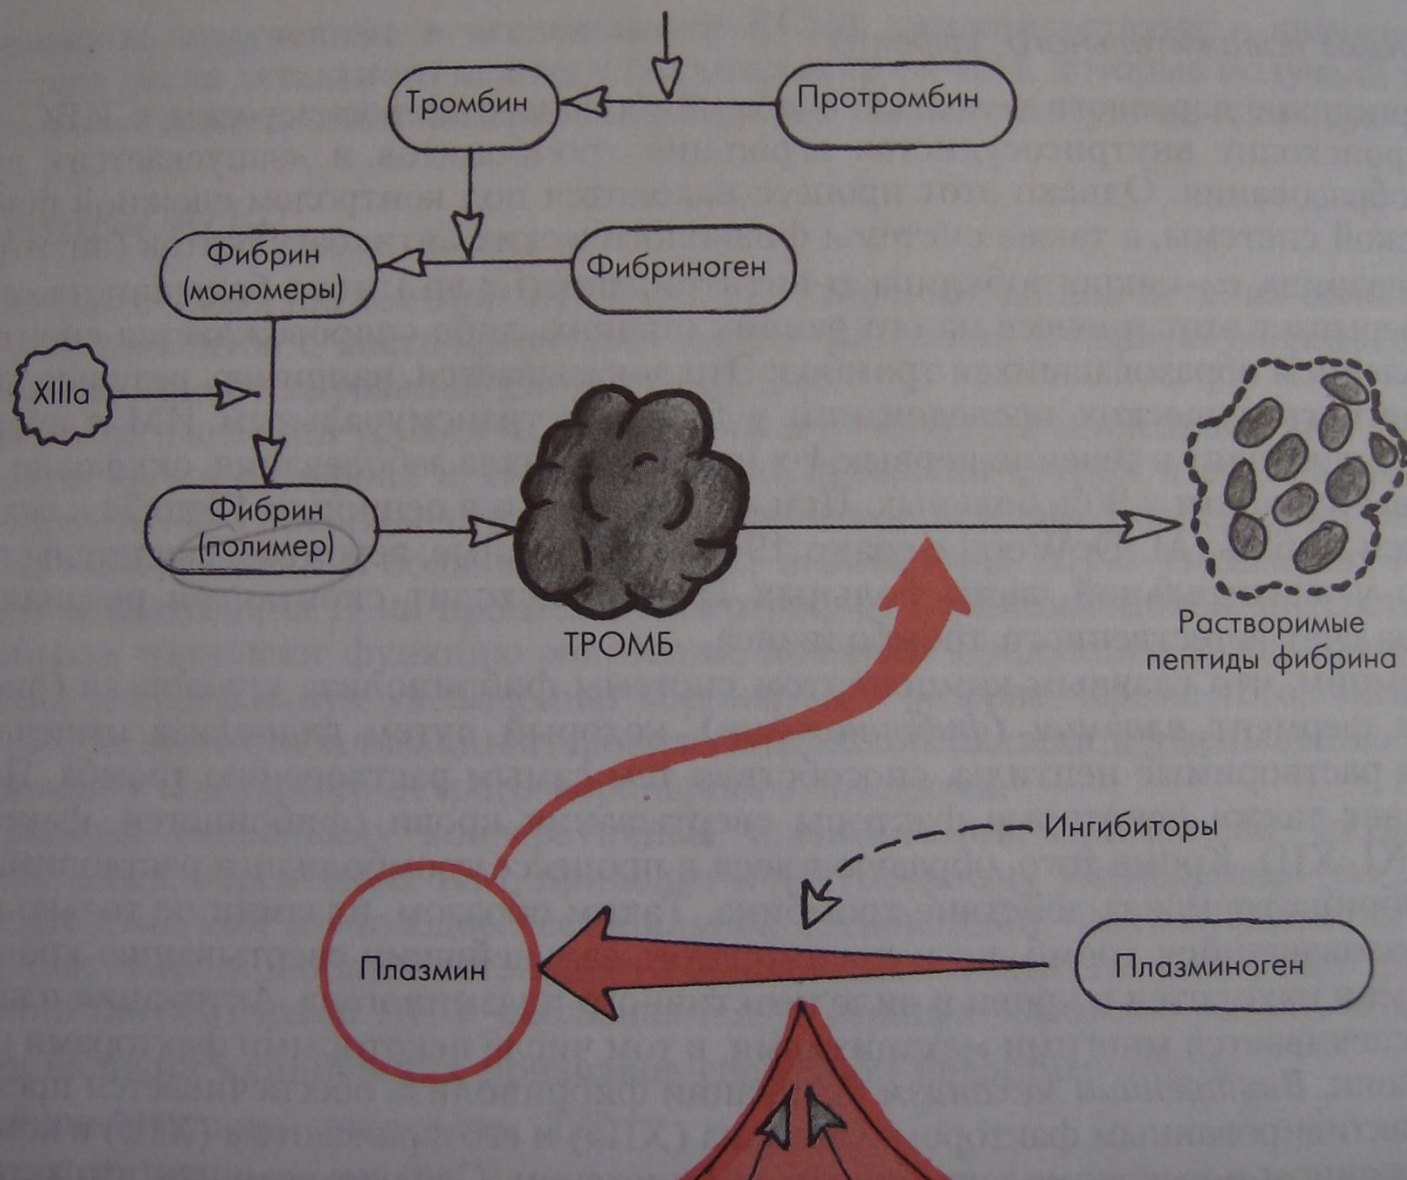 Тромбин
Протромбин
Фибрин
(мономеры)
Фибриноген
XIIIa
Фибрин
(полимер)
ТРОМБ
Растворимые
пептиды фибрина
Ингибиторы
Плазмин
Плазминоген